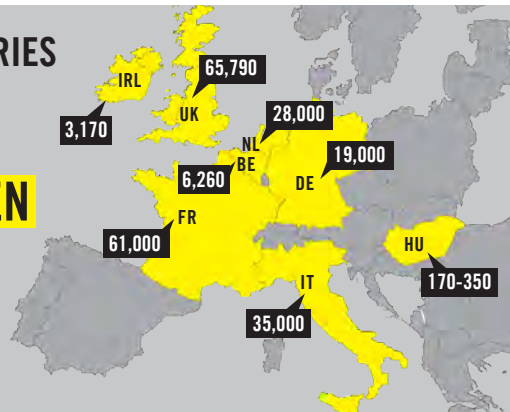 RIES
IRL
65,790
UK
3,170
28,000
NL
BE
19,000
6,260
DE
EN
FR
61,000
HU
170-350
IT
35,000